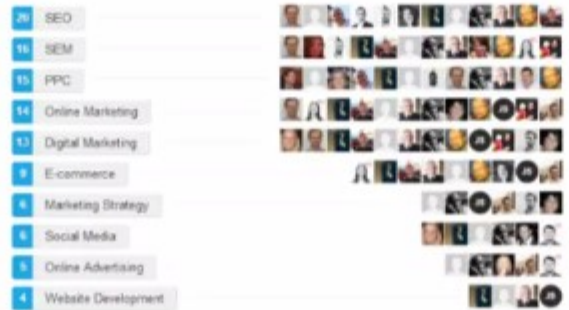 20 SEO
16 SEM
15 PPC
14 Online Marketing
13 Digital Marketing
9 E-commerce
6 Marketing Strategy
6 Social Media
5 Online Advertising
4 Website Development